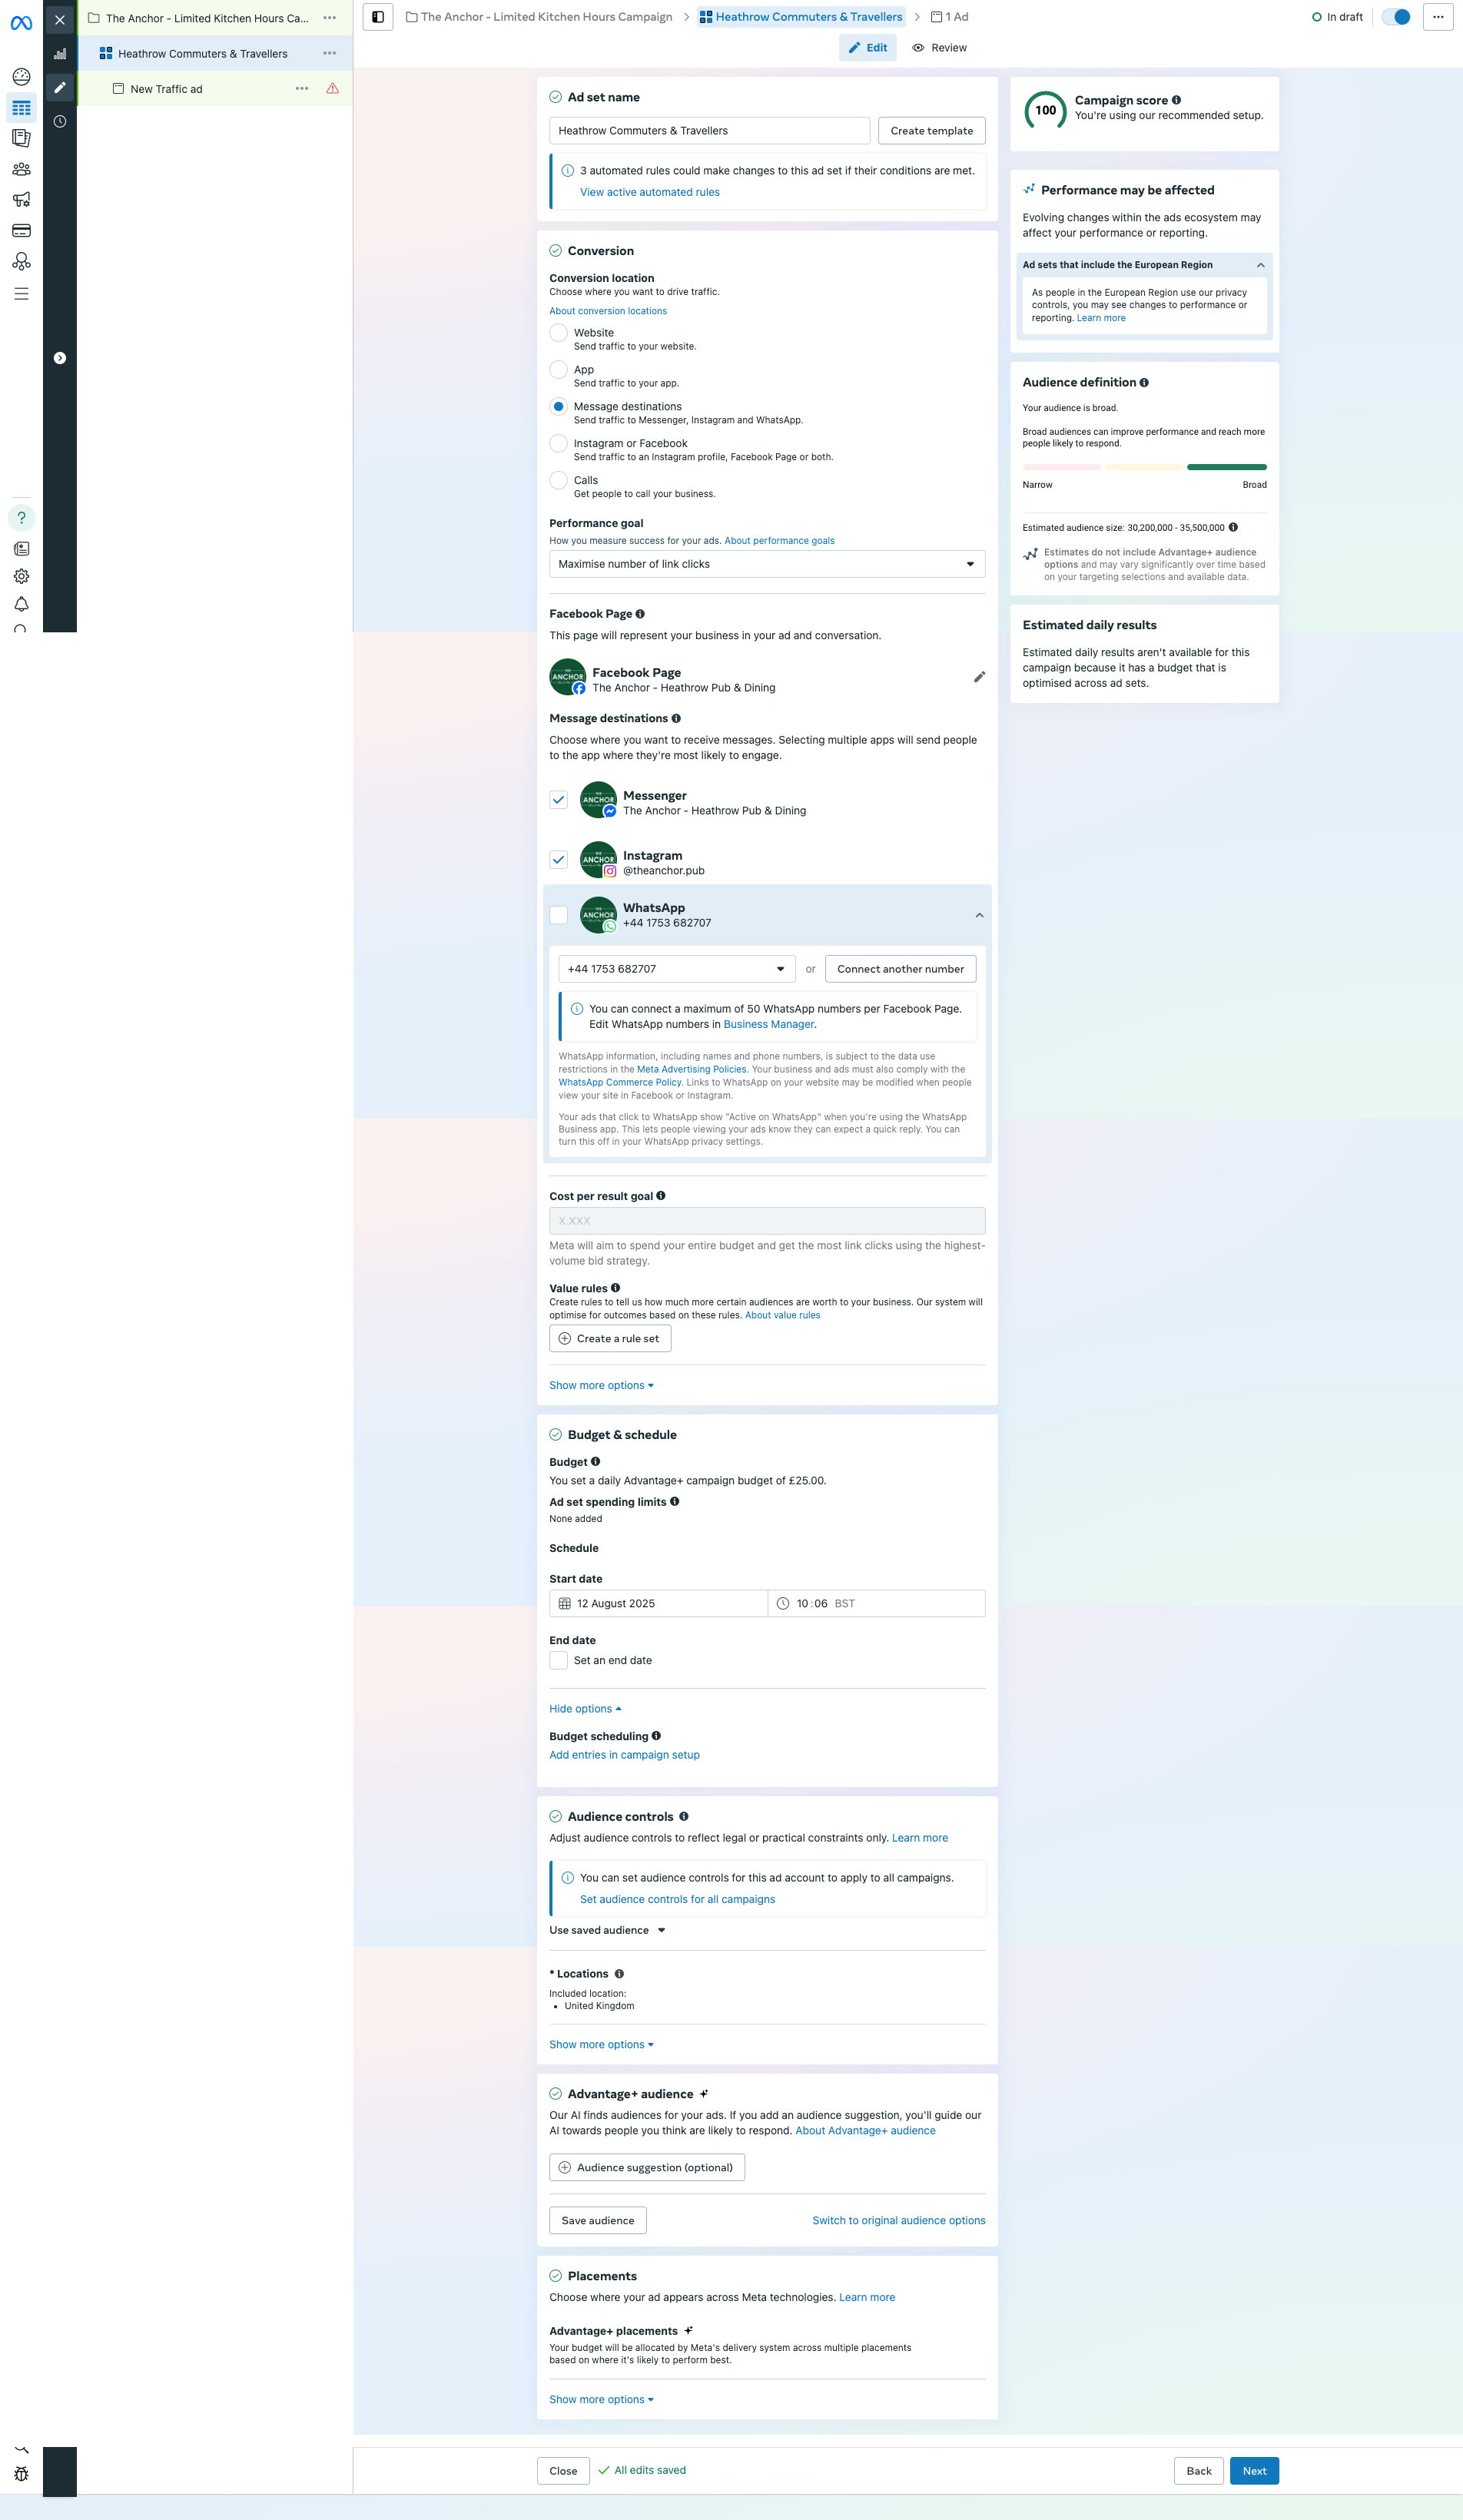 The Anchor - Limited Kitchen Hours Ca...
Heathrow Commuters & Travellers
New Traffic ad
The Anchor - Limited Kitchen Hours Campaign
Heathrow Commuters & Travellers
1 Ad
In draft
Edit
Review
Ad set name
Heathrow Commuters & Travellers
Create template
3 automated rules could make changes to this ad set if their conditions are met.
View active automated rules
Conversion
Conversion location
Choose where you want to drive traffic.
About conversion locations
Website
Send traffic to your website.
App
Send traffic to your app.
Message destinations
Send traffic to Messenger, Instagram and WhatsApp.
Instagram or Facebook
Send traffic to an Instagram profile, Facebook Page or both.
Calls
Get people to call your business.
Performance goal
How you measure success for your ads. About performance goals
Maximise number of link clicks
Facebook Page
This page will represent your business in your ad and conversation.
ANCHOR
Facebook Page
The Anchor - Heathrow Pub & Dining
Message destinations
Choose where you want to receive messages. Selecting multiple apps will send people
to the app where they're most likely to engage.
ANCHOR
Messenger
The Anchor - Heathrow Pub & Dining
ANCHOR
Instagram
@theanchor.pub
ANCHOR
WhatsApp
+44 1753 682707
+44 1753 682707
or
Connect another number
You can connect a maximum of 50 WhatsApp numbers per Facebook Page.
Edit WhatsApp numbers in Business Manager.
WhatsApp information, including names and phone numbers, is subject to the data use
restrictions in the Meta Advertising Policies. Your business and ads must also comply with the
WhatsApp Commerce Policy. Links to WhatsApp on your website may be modified when people
view your site in Facebook or Instagram.
Your ads that click to WhatsApp show "Active on WhatsApp" when you're using the WhatsApp
Business app. This lets people viewing your ads know they can expect a quick reply. You can
turn this off in your WhatsApp privacy settings.
Cost per result goal
X.XXX
Meta will aim to spend your entire budget and get the most link clicks using the highest-
volume bid strategy.
Value rules
Create rules to tell us how much more certain audiences are worth to your business. Our system will
optimise for outcomes based on these rules. About value rules
Create a rule set
Show more options
Budget & schedule
Budget
You set a daily Advantage+ campaign budget of £25.00.
Ad set spending limits
None added
Schedule
Start date
12 August 2025
10:06 BST
End date
Set an end date
Hide options
Budget scheduling
Add entries in campaign setup
Audience controls
Adjust audience controls to reflect legal or practical constraints only. Learn more
You can set audience controls for this ad account to apply to all campaigns.
Set audience controls for all campaigns
Use saved audience
* Locations
Included location:
• United Kingdom
Show more options
Advantage+ audience
Our AI finds audiences for your ads. If you add an audience suggestion, you'll guide our
AI towards people you think are likely to respond. About Advantage+ audience
Audience suggestion (optional)
Save audience
Switch to original audience options
Placements
Choose where your ad appears across Meta technologies. Learn more
Advantage+ placements
Your budget will be allocated by Meta's delivery system across multiple placements
based on where it's likely to perform best.
Show more options
100
Campaign score
You're using our recommended setup.
Performance may be affected
Evolving changes within the ads ecosystem may
affect your performance or reporting.
Ad sets that include the European Region
As people in the European Region use our privacy
controls, you may see changes to performance or
reporting. Learn more
Audience definition
Your audience is broad.
Broad audiences can improve performance and reach more
people likely to respond.
Narrow
Broad
Estimated audience size: 30,200,000 - 35,500,000
Estimates do not include Advantage+ audience
options and may vary significantly over time based
on your targeting selections and available data.
Estimated daily results
Estimated daily results aren't available for this
campaign because it has a budget that is
optimised across ad sets.
Close
All edits saved
Back
Next